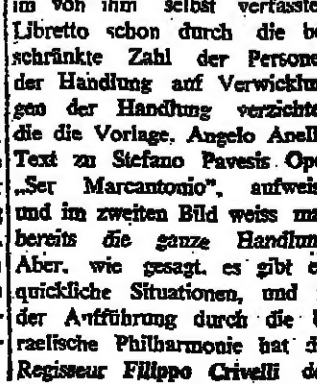 im von ihm selbst verfasste
Libretto schon durch die be
schränkte Zahl der Persone
der Handlung auf Verwicklun
gen der Handlung verzichte
die die Vorlage, Angelo Anell
Text zu Stefano Pavesis Ope
„Ser Marcantonio", aufweis
und im zweiten Bild weiss ma
bereits die ganze Handlun
Aber, wie gesagt, es gibt e
quickliche Situationen, und
der Aufführung durch die I
raelische Philharmonie hat d
Regisseur Filippo Crivelli de